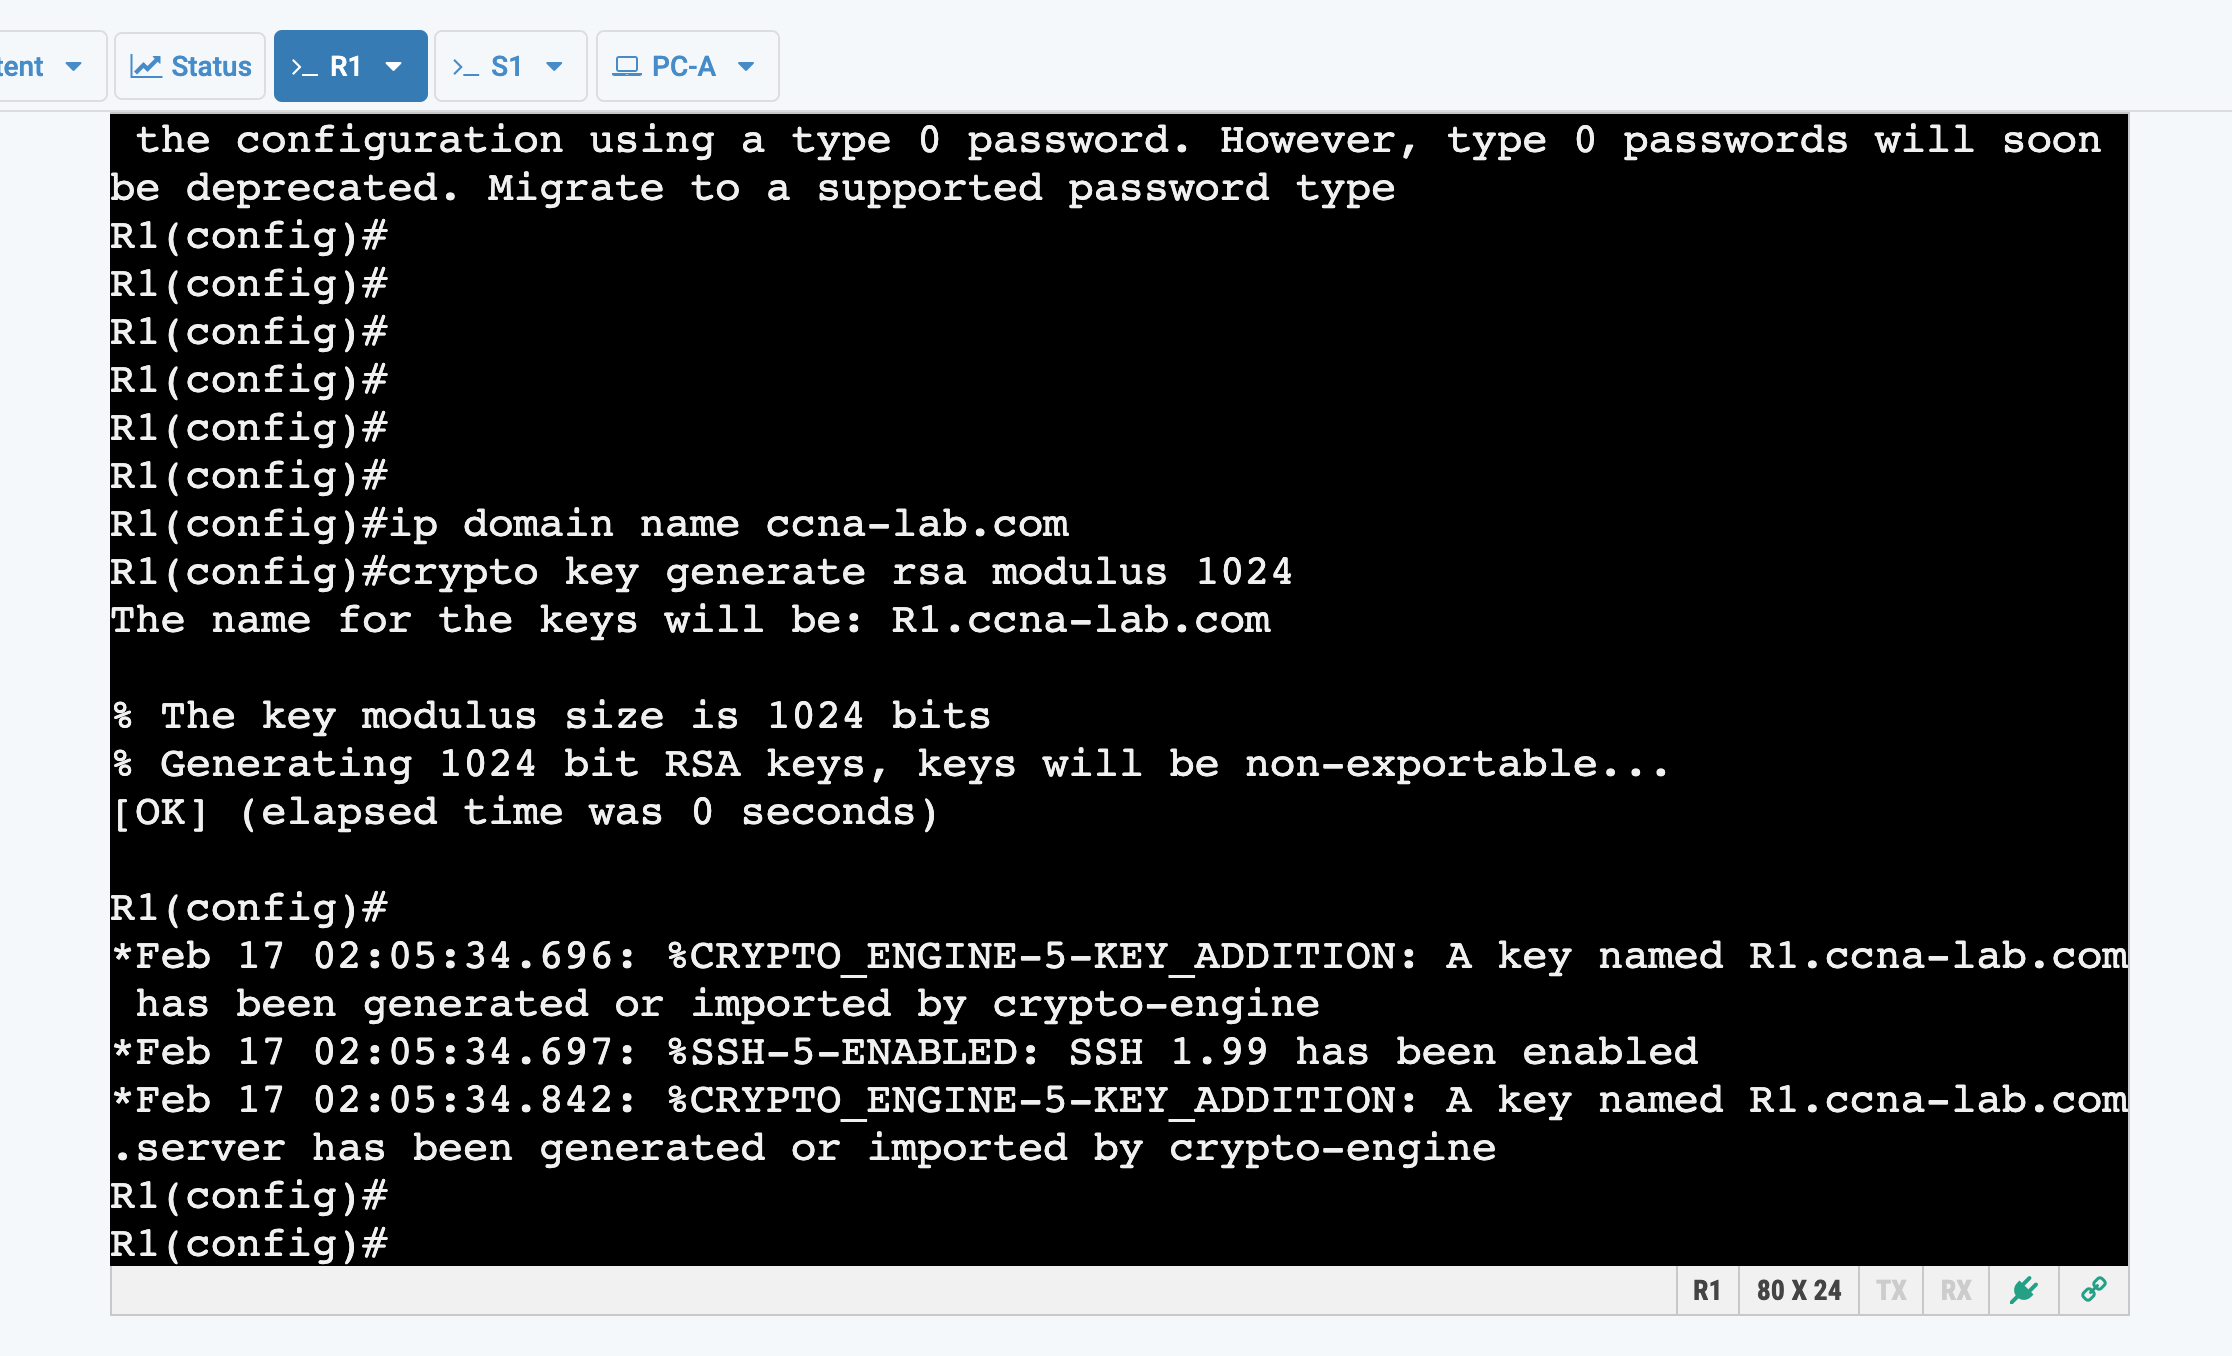 tent
Status
>_ R1
>_ S1
PC-A
the configuration using a type 0 password. However, type 0 passwords will soon
be deprecated. Migrate to a supported password type
R1(config)#
R1(config)#
R1(config)#
R1(config)#
R1(config)#
R1(config)#
R1(config)#ip domain name ccna-lab.com
R1(config)#crypto key generate rsa modulus 1024
The name for the keys will be: R1.ccna-lab.com
% The key modulus size is 1024 bits
% Generating 1024 bit RSA keys, keys will be non-exportable...
[OK] (elapsed time was 0 seconds)
R1(config)#
*Feb 17 02:05:34.696: %CRYPTO_ENGINE-5-KEY_ADDITION: A key named R1.ccna-lab.com
has been generated or imported by crypto-engine
*Feb 17 02:05:34.697: %SSH-5-ENABLED: SSH 1.99 has been enabled
*Feb 17 02:05:34.842: %CRYPTO_ENGINE-5-KEY_ADDITION: A key named R1.ccna-lab.com
.server has been generated or imported by crypto-engine
R1(config)#
R1(config)#
R1
80 X 24
TX
RX